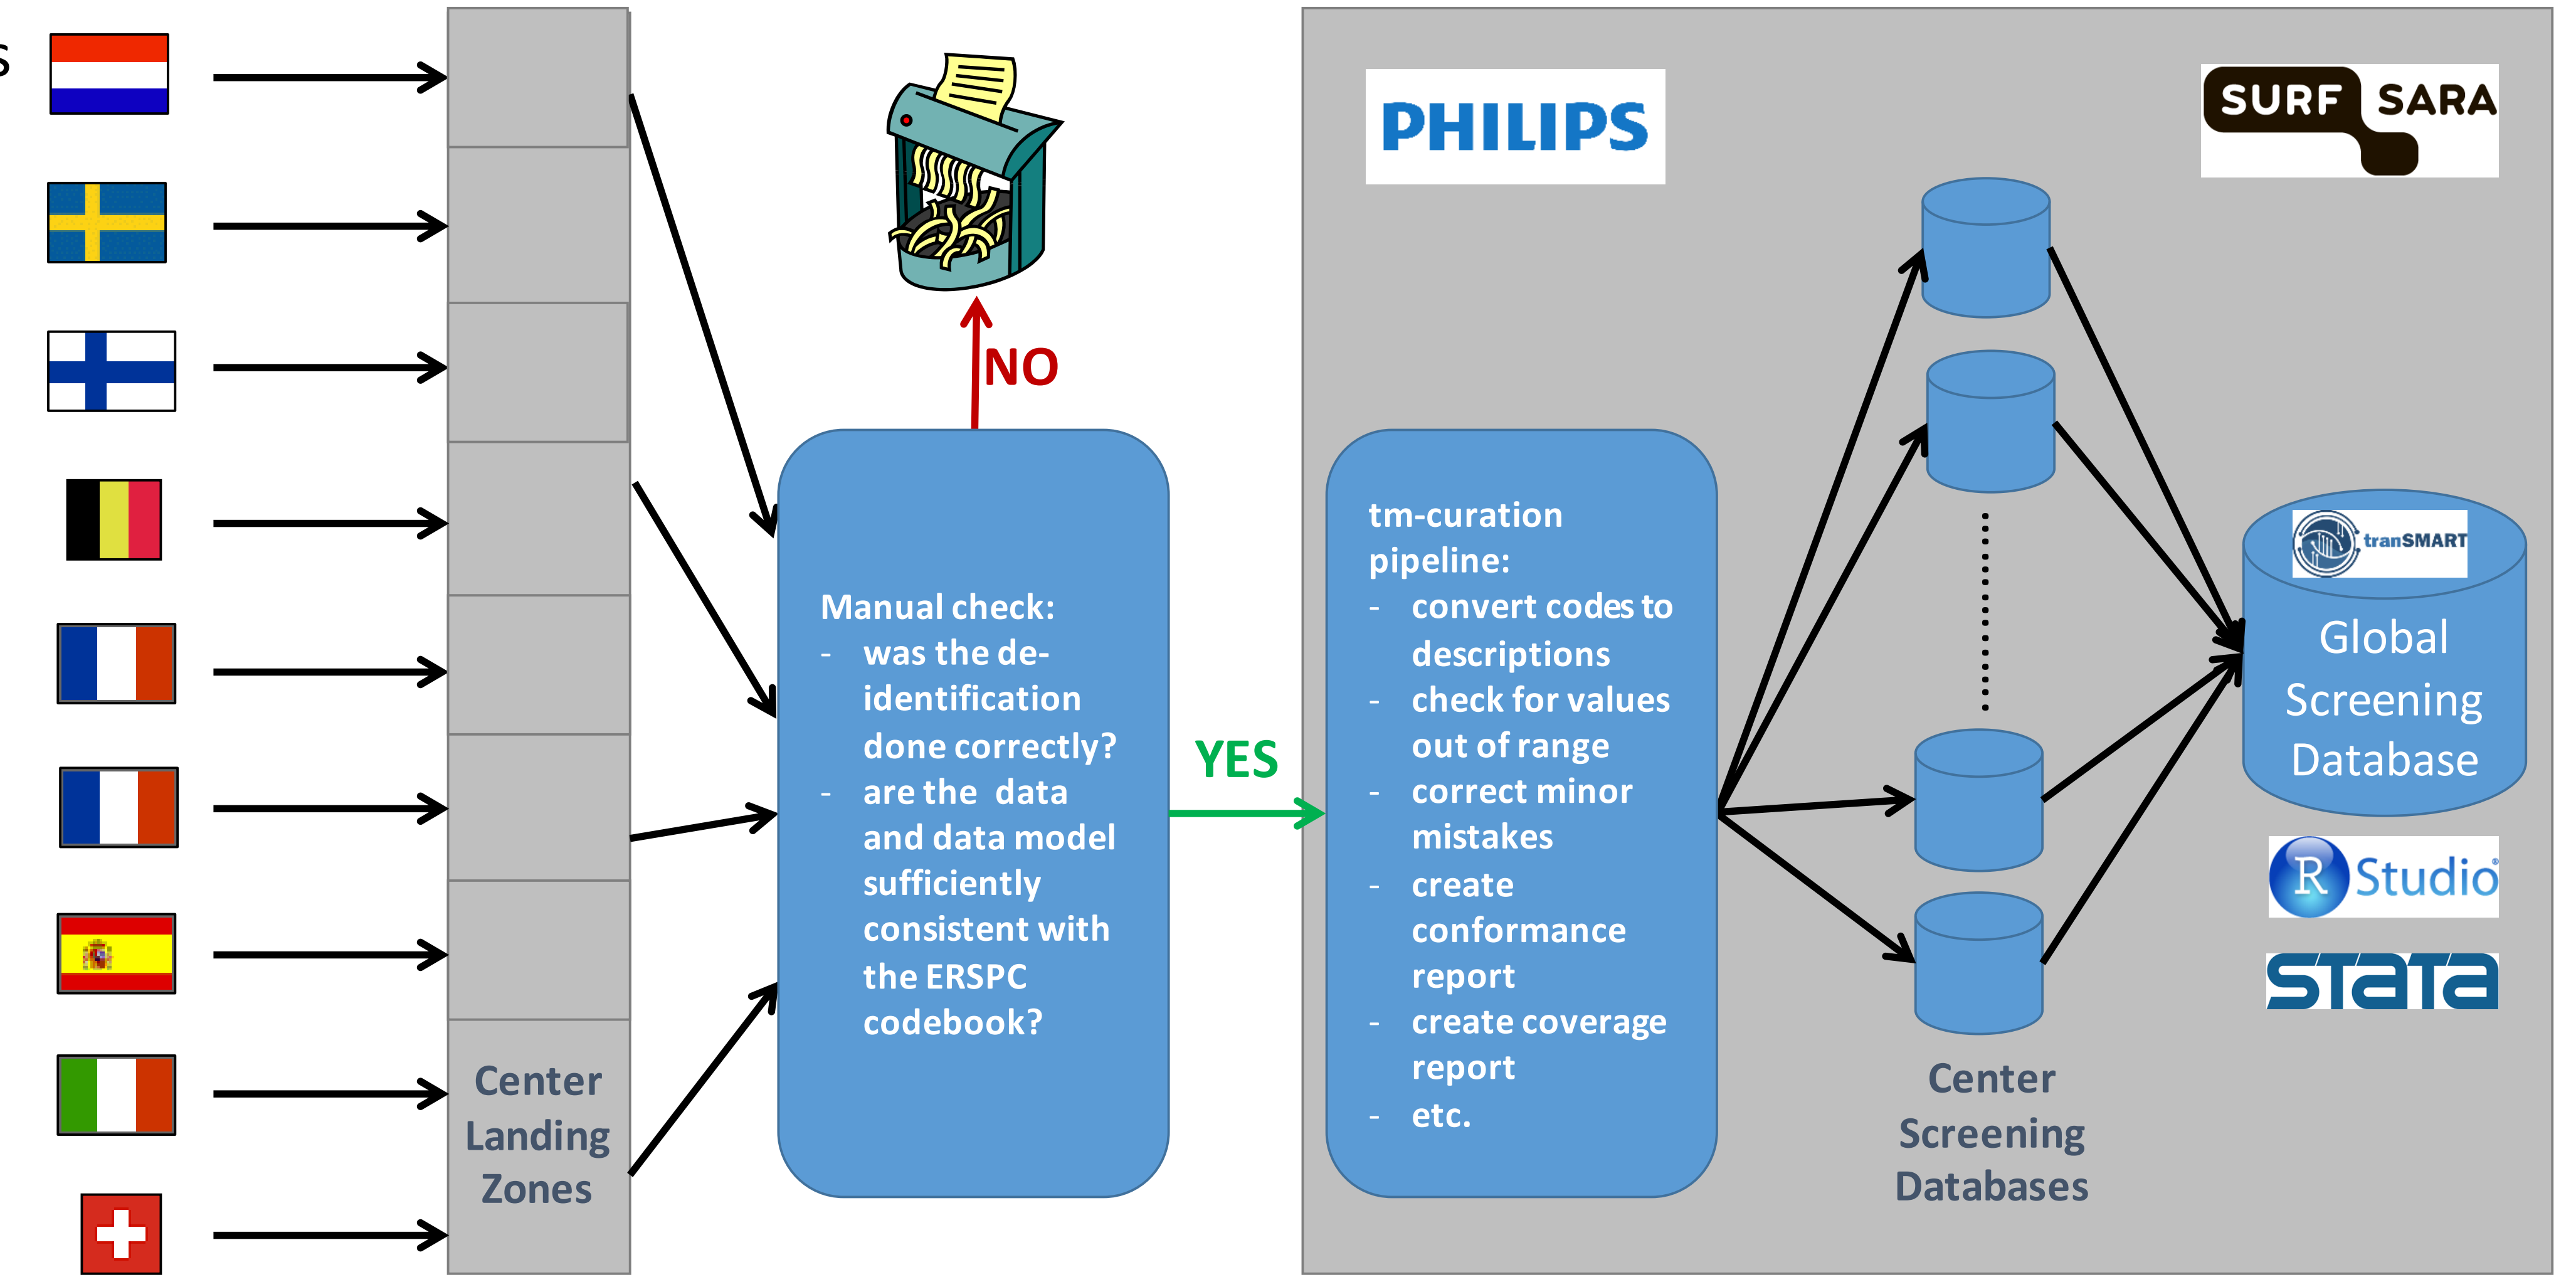 s
PHILIPS
SURF SARA
NO
YES
Center
Landing
Zones
Manual check:
- was the de-
identification
done correctly?
- are the data
and data model
sufficiently
consistent with
the ERSPC
codebook?
tm-curation
pipeline:
- convert codes to
descriptions
- check for values
out of range
- correct minor
mistakes
- create
conformance
report
- create coverage
report
- etc.
Center
Screening
Databases
tranSMART
Global
Screening
Database
R Studio®
STATA